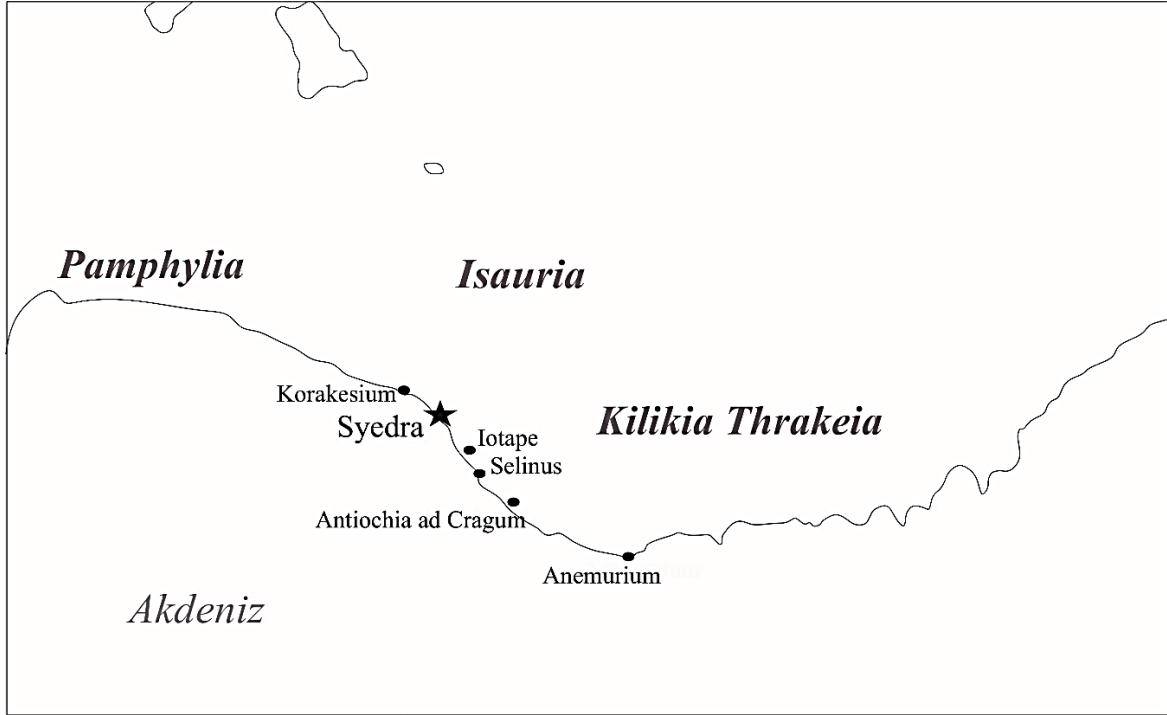 Pamphylia
Isauria
Korakesium
Syedra
Kilikia Thrakeia
Iotape
Selinus
Antiochia ad Cragum
Anemurium
Akdeniz